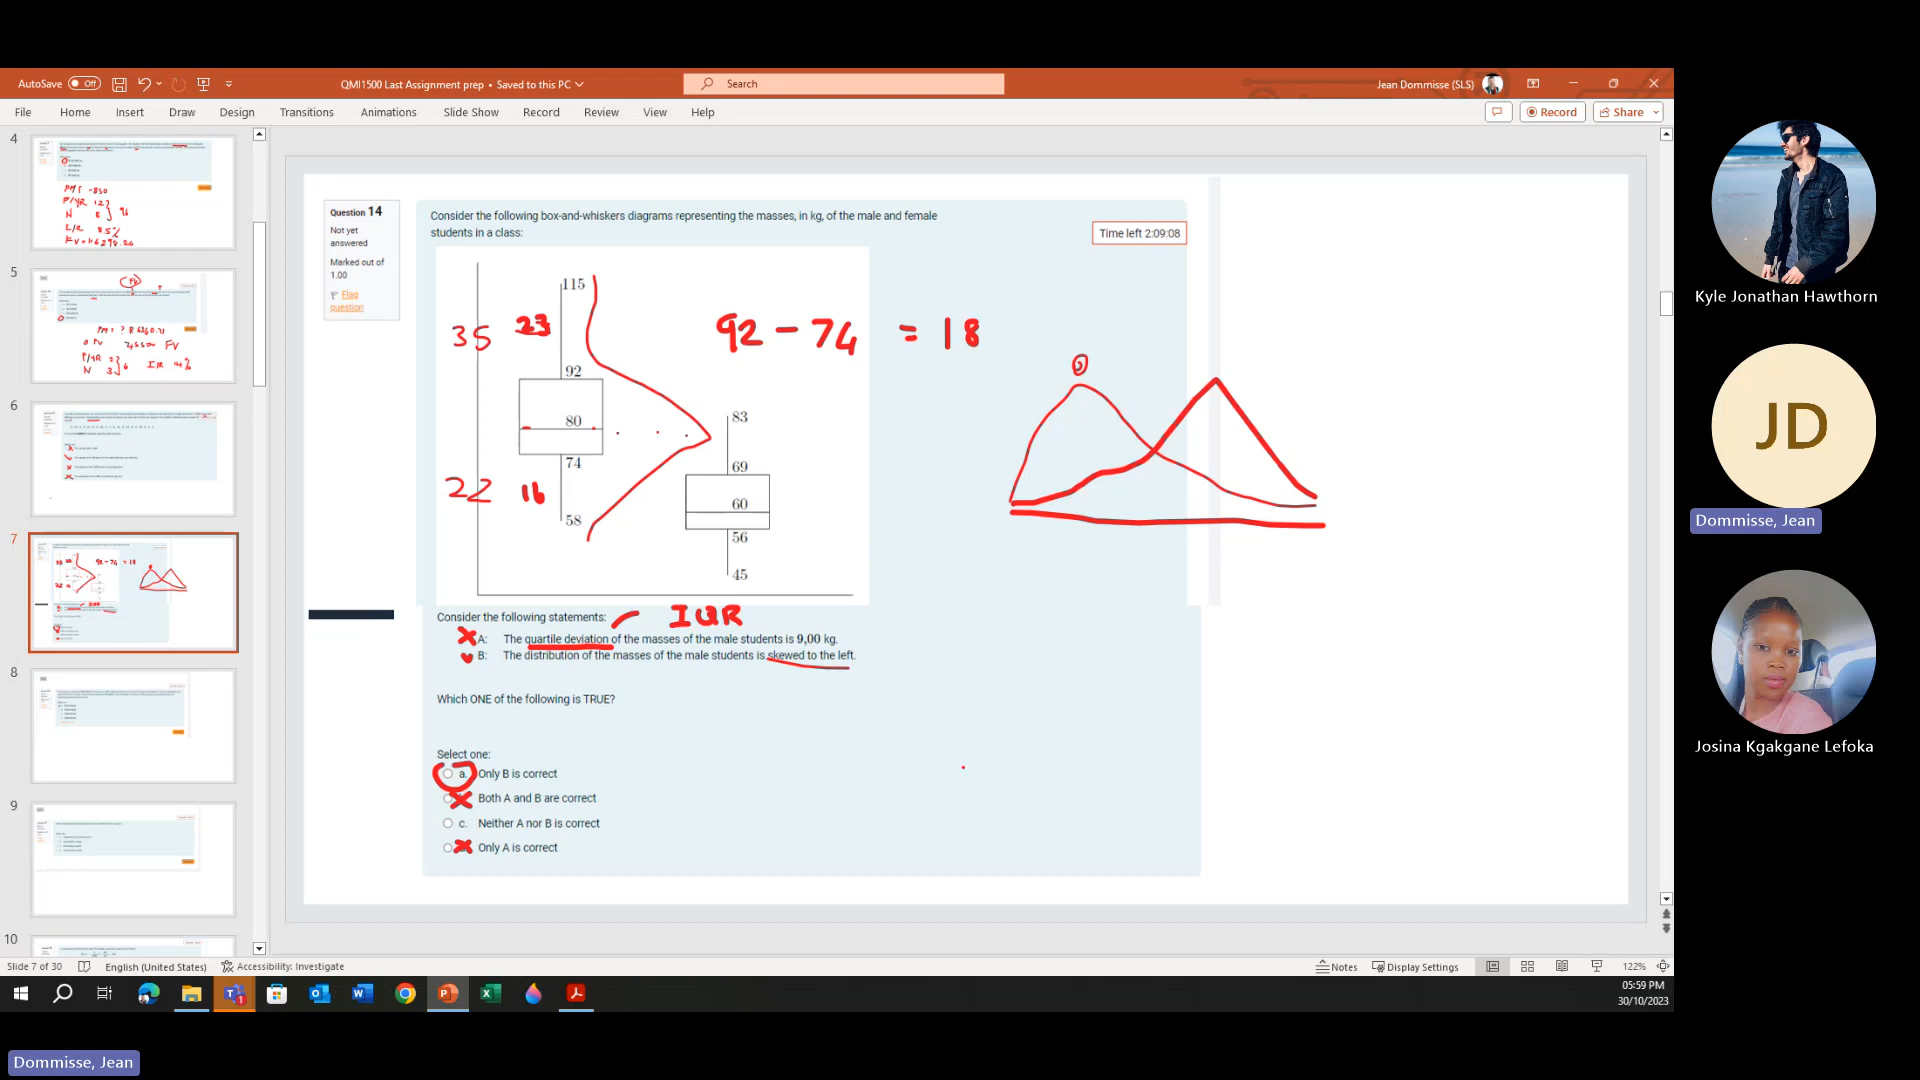 AutoSave Off
QMI1500 Last Assignment prep • Saved to this PC
Search
Jean Dommisse (SLS)
File Home Insert Draw Design Transitions Animations Slide Show Record Review View Help
Record
Share
4
5
6
7
8
9
10
Question 14
Not yet
answered
Marked out of
1.00
Flag
question
Consider the following box-and-whiskers diagrams representing the masses, in kg, of the male and female
students in a class:
Time left 2:09:08
115
35 23
92 - 74 = 18
92
80
83
74
69
22 16
60
58
56
45
Consider the following statements:
IQR
A: The quartile deviation of the masses of the male students is 9,00 kg.
B: The distribution of the masses of the male students is skewed to the left.
Which ONE of the following is TRUE?
Select one:
a. Only B is correct
Both A and B are correct
c. Neither A nor B is correct
Only A is correct
Kyle Jonathan Hawthorn
JD
Dommisse, Jean
Josina Kgakgane Lefoka
Slide 7 of 30
English (United States)
Accessibility: Investigate
Notes
Display Settings
122%
05:59 PM
30/10/2023
Dommisse, Jean